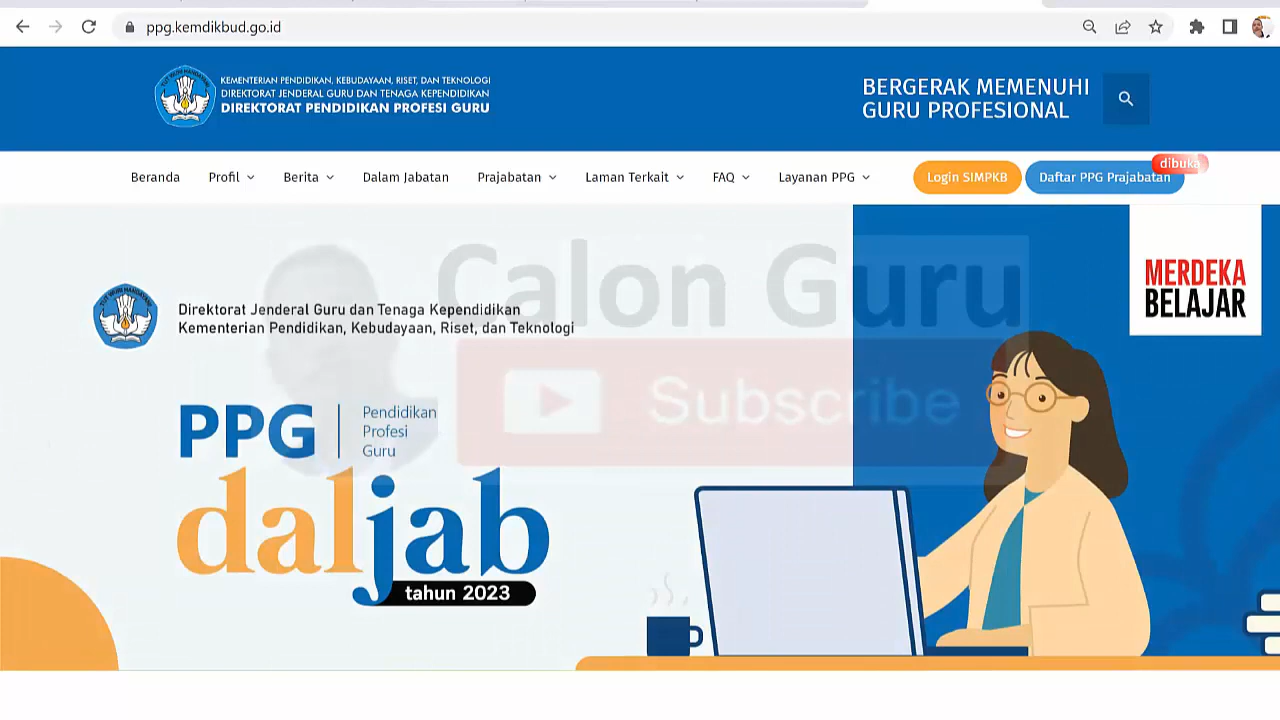 ppg.kemdikbud.go.id
KEMENTERIAN PENDIDIKAN, KEBUDAYAAN, RISET, DAN TEKNOLOGI
DIREKTORAT JENDERAL GURU DAN TENAGA KEPENDIDIKAN
DIREKTORAT PENDIDIKAN PROFESI GURU
BERGERAK MEMENUHI
GURU PROFESIONAL
dibuka
Beranda Profil Berita Dalam Jabatan Prajabatan Laman Terkait FAQ Layanan PPG Login SIMPKB Daftar PPG Prajabatan
Calon Guru
Subscribe
MERDEKA
BELAJAR
TUT WURI HANDAYANI
Direktorat Jenderal Guru dan Tenaga Kependidikan
Kementerian Pendidikan, Kebudayaan, Riset, dan Teknologi
PPG
Pendidikan
Profesi
Guru
daljab
tahun 2023